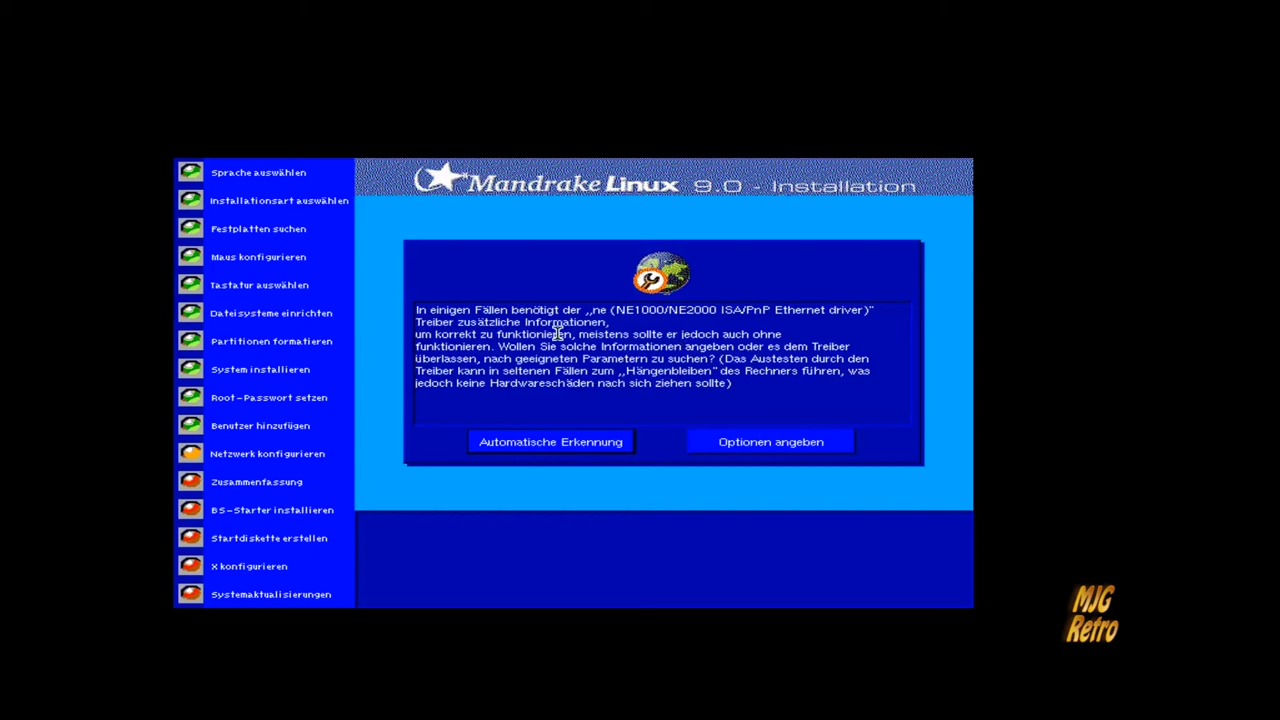 Mandrake Linux 9.0 - Installation
Sprache auswählen
Installationsart auswählen
Festplatten suchen
Maus konfigurieren
Tastatur auswählen
Dateisysteme einrichten
Partitionen formatieren
System installieren
Root-Passwort setzen
Benutzer hinzufügen
Netzwerk konfigurieren
Zusammenfassung
BS-Starter installieren
Startdiskette erstellen
X konfigurieren
Systemaktualisierungen
In einigen Fällen benötigt der „ne (NE1000/NE2000 ISA/PnP Ethernet driver)"
Treiber zusätzliche Informationen,
um korrekt zu funktionieren, meistens sollte er jedoch auch ohne
funktionieren. Wollen Sie solche Informationen angeben oder es dem Treiber
überlassen, nach geeigneten Parametern zu suchen? (Das Austesten durch den
Treiber kann in seltenen Fällen zum „Hängenbleiben" des Rechners führen, was
jedoch keine Hardwareschäden nach sich ziehen sollte)
Automatische Erkennung
Optionen angeben
MJG
Retro